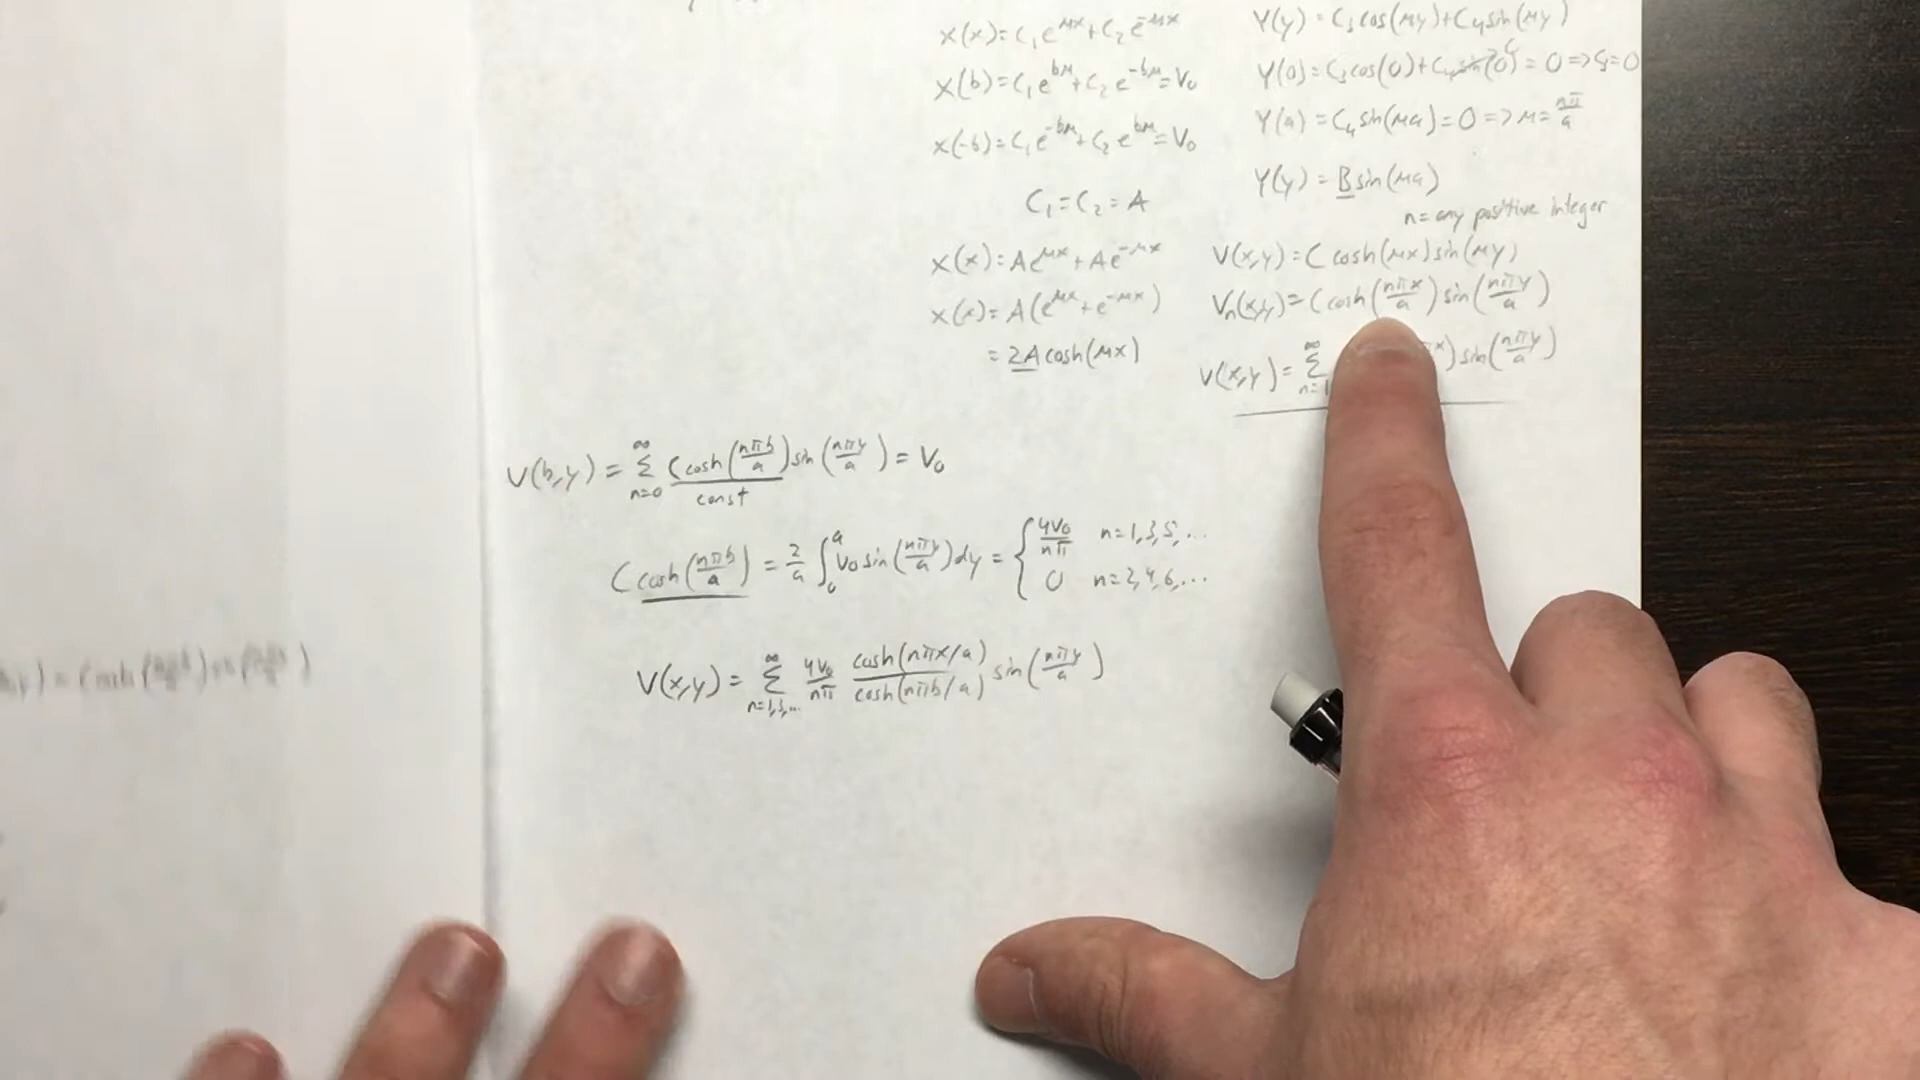 X(x) = C₁e^{μx} + C₂e^{-μx}
X(b) = C₁e^{bμ} + C₂e^{-bμ} = V₀
X(-b) = C₁e^{-bμ} + C₂e^{bμ} = V₀
C₁ = C₂ = A
X(x) = Ae^{μx} + Ae^{-μx}
X(x) = A(e^{μx} + e^{-μx})
= 2A cosh(μx)
Y(y) = C₃cos(μy) + C₄sin(μy)
Y(0) = C₃cos(0) + C₄sin(0) = 0 => C₃ = 0
Y(a) = C₄sin(μa) = 0 => μ = nπ/a
Y(y) = B sin(μa)
n = any positive integer
V(x,y) = C cosh(μx) sin(μy)
Vₙ(x,y) = C cosh(nπx/a) sin(nπy/a)
V(x,y) = Σ_{n=1}^{∞} πx) sin(nπy/a)
V(b,y) = Σ_{n=0}^{∞} C cosh(nπb/a) sin(nπy/a) = V₀
const
C cosh(nπb/a) = 2/a ∫₀^a V₀ sin(nπy/a) dy = { 4V₀/nπ n = 1,3,5,...
0 n = 2,4,6,...
V(x,y) = Σ_{n=1,3,...}^{∞} 4V₀/nπ cosh(nπx/a)/cosh(nπb/a) sin(nπy/a)